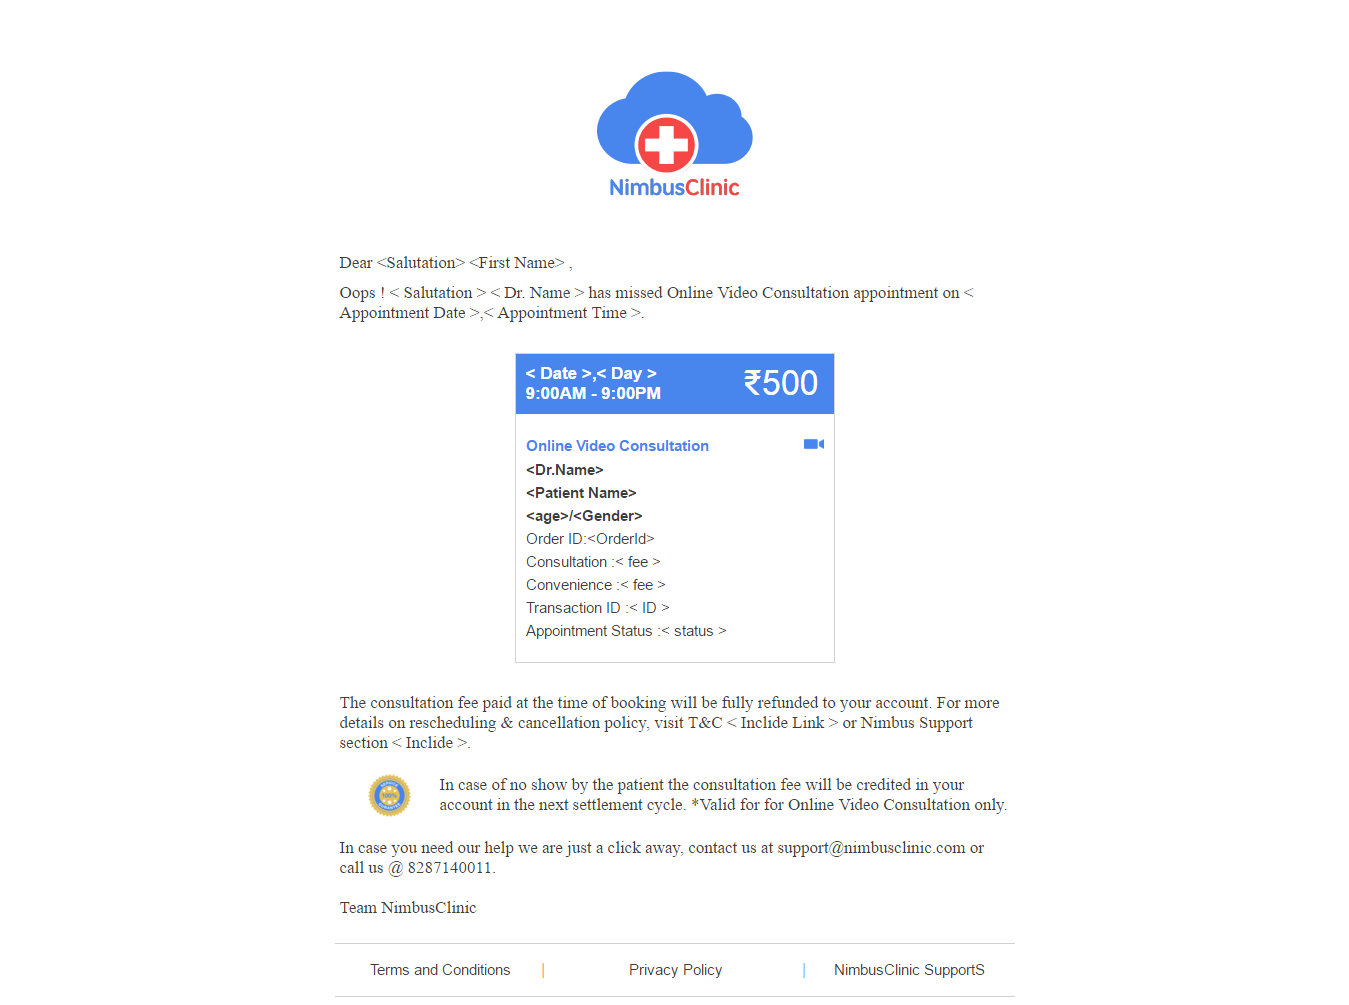 NimbusClinic
Dear <Salutation> <First Name> ,
Oops ! < Salutation > < Dr. Name > has missed Online Video Consultation appointment on <
Appointment Date >,< Appointment Time >.
< Date >,< Day >
9:00AM - 9:00PM
₹500
Online Video Consultation
<Dr.Name>
<Patient Name>
<age>/<Gender>
Order ID:<OrderId>
Consultation :< fee >
Convenience :< fee >
Transaction ID :< ID >
Appointment Status :< status >
The consultation fee paid at the time of booking will be fully refunded to your account. For more
details on rescheduling & cancellation policy, visit T&C < Inclide Link > or Nimbus Support
section < Inclide >.
100%
In case of no show by the patient the consultation fee will be credited in your
account in the next settlement cycle. *Valid for for Online Video Consultation only.
In case you need our help we are just a click away, contact us at support@nimbusclinic.com or
call us @ 8287140011.
Team NimbusClinic
Terms and Conditions | Privacy Policy | NimbusClinic SupportS